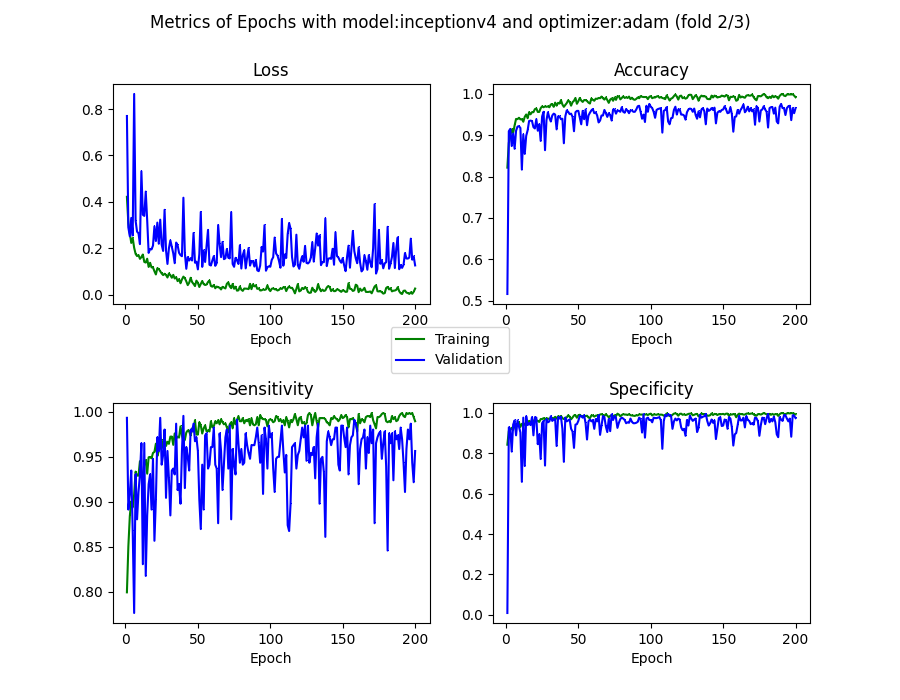 Metrics of Epochs with model:inceptionv4 and optimizer:adam (fold 2/3)
Loss
Accuracy
0.8
0.6
0.4
0.2
0.0
0 50 100 150 200
Epoch
1.0
0.9
0.8
0.7
0.6
0.5
0 50 100 150 200
Epoch
Training
Validation
Sensitivity
Specificity
1.00
0.95
0.90
0.85
0.80
0 50 100 150 200
Epoch
1.0
0.8
0.6
0.4
0.2
0.0
0 50 100 150 200
Epoch